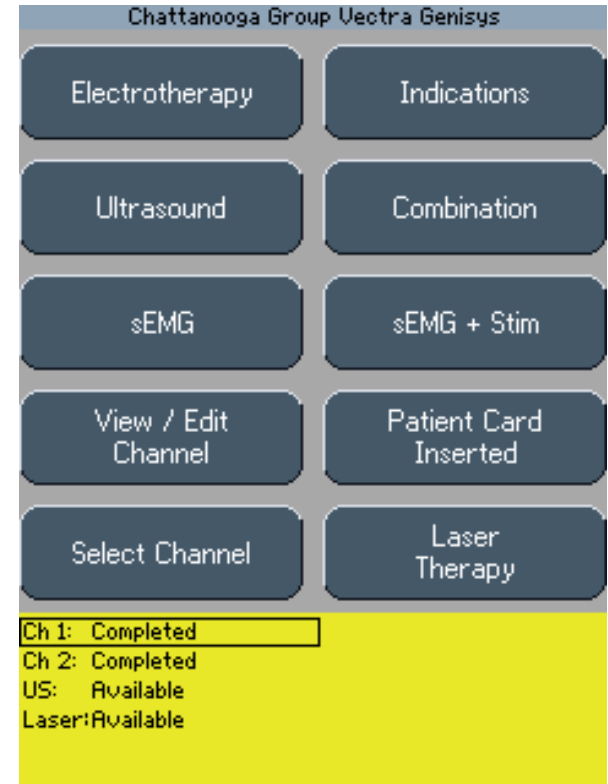 Chattanooga Group Vectra Genisys
Electrotherapy
Indications
Ultrasound
Combination
sEMG
sEMG + Stim
View / Edit
Channel
Patient Card
Inserted
Select Channel
Laser
Therapy
Ch 1: Completed
Ch 2: Completed
US: Available
Laser:Available